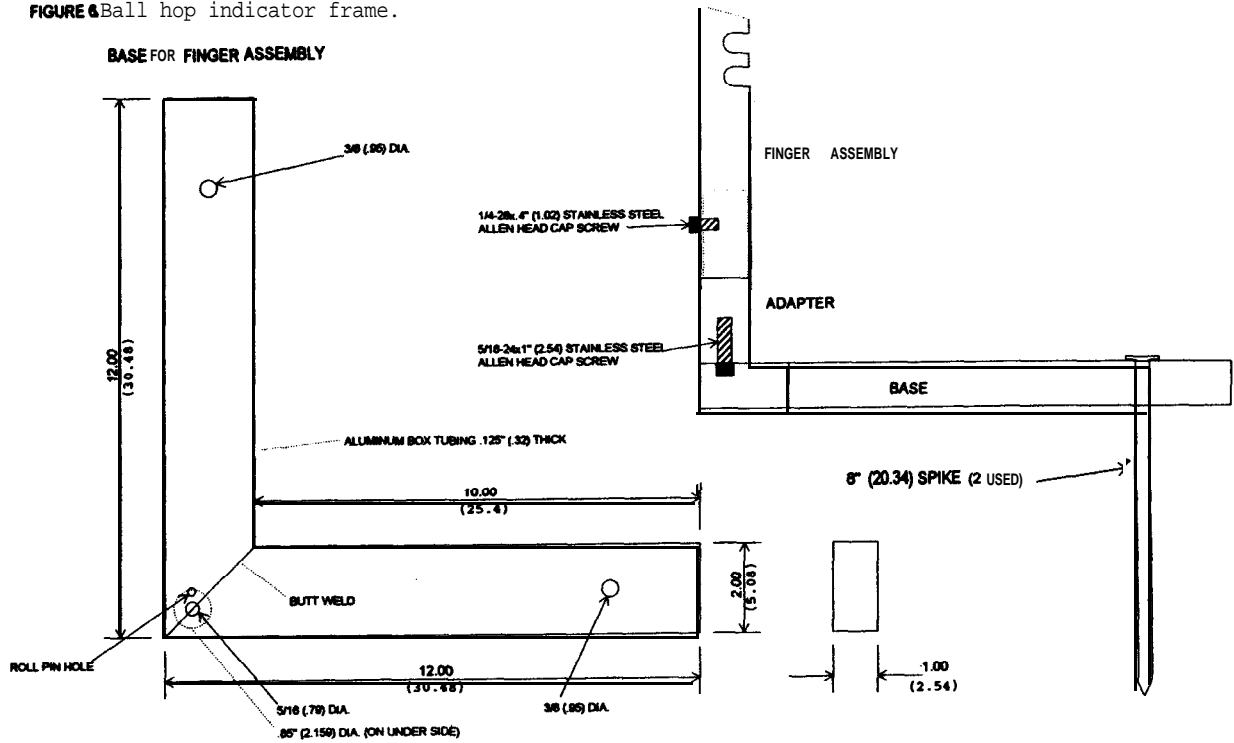 FIGURE 6 Ball hop indicator frame.
BASE FOR FINGER ASSEMBLY
3/8 (.95) DIA.
FINGER ASSEMBLY
1/4-28x.4" (1.02) STAINLESS STEEL
ALLEN HEAD CAP SCREW
ADAPTER
12.00
(30.48)
5/16-24x1" (2.54) STAINLESS STEEL
ALLEN HEAD CAP SCREW
BASE
ALUMINUM BOX TUBING .125" (.32) THICK
8" (20.34) SPIKE (2 USED)
10.00
(25.4)
2.00
(5.08)
BUTT WELD
ROLL PIN HOLE
12.00
(30.48)
1.00
(2.54)
5/16 (.79) DIA.
3/8 (.95) DIA.
.85" (2.159) DIA. (ON UNDER SIDE)